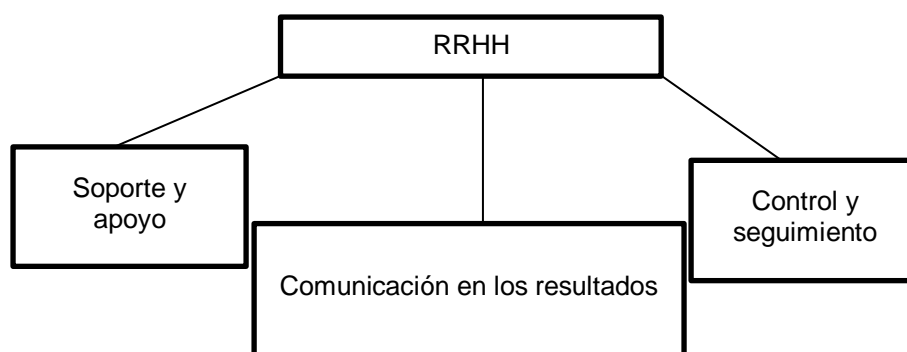 RRHH
Soporte y
apoyo
Comunicación en los resultados
Control y
seguimiento